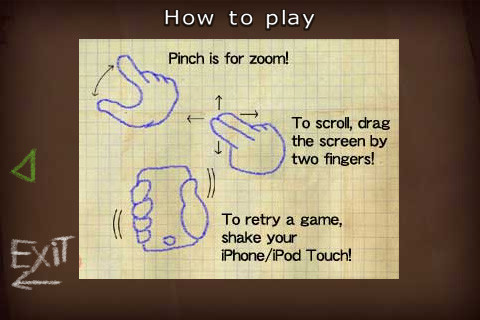 How to play
Pinch is for zoom!
To scroll, drag
the screen by
two fingers!
To retry a game,
shake your
iPhone/iPod Touch!
EXIT